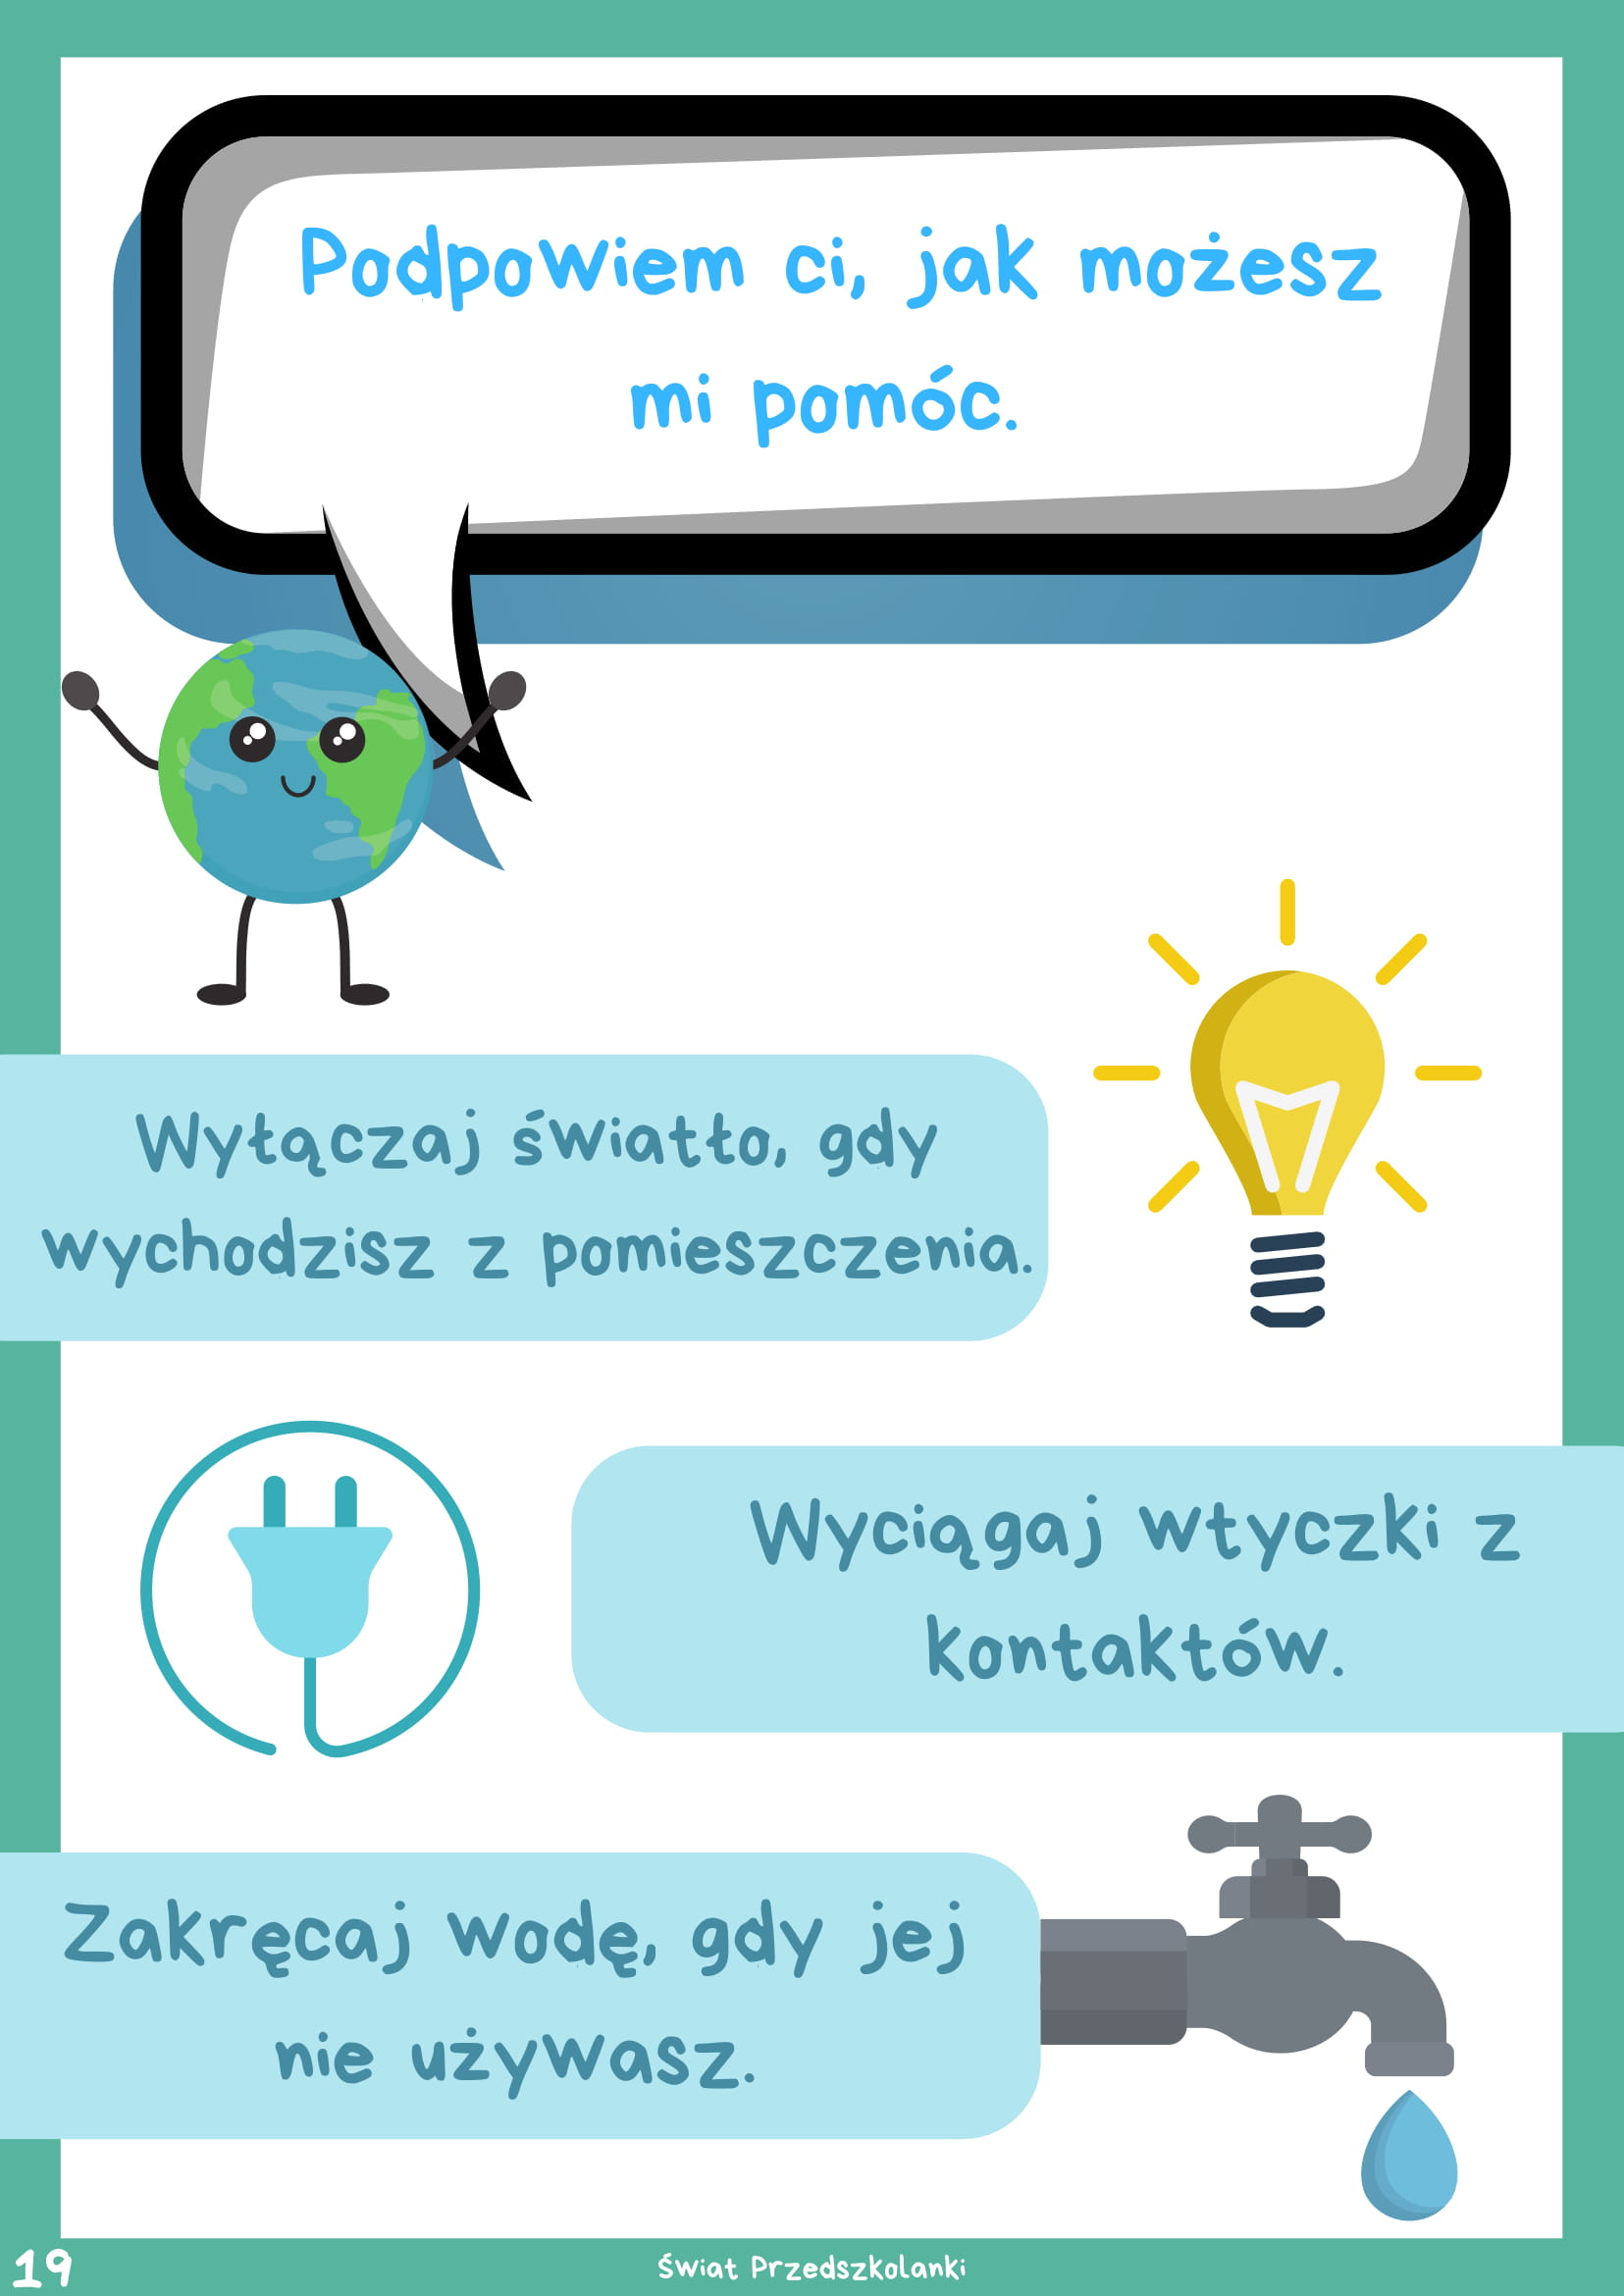 Podpowiem ci, jak możesz
mi pomóc.
Wyłączaj światło, gdy
wychodzisz z pomieszczenia.
Wyciągaj wtyczki z
kontaktów.
Zakręcaj wodę, gdy jej
nie używasz.
19
Świat Przedszkolanki